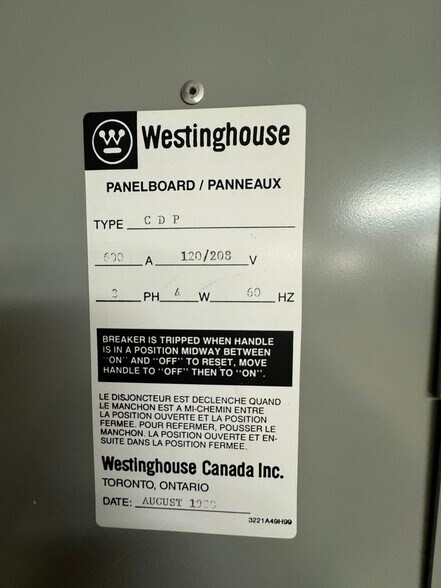 Westinghouse
PANELBOARD / PANNEAUX
TYPE C D P
600 A 120/208 V
3 PH 4 W 60 HZ
BREAKER IS TRIPPED WHEN HANDLE
IS IN A POSITION MIDWAY BETWEEN
"ON" AND "OFF" TO RESET, MOVE
HANDLE TO "OFF" THEN TO "ON".
LE DISJONCTEUR EST DECLENCHE QUAND
LE MANCHON EST A MI-CHEMIN ENTRE
LA POSITION OUVERTE ET LA POSITION
FERMEE. POUR REFERMER, POUSSER LE
MANCHON. LA POSITION OUVERTE ET EN-
SUITE DANS LA POSITION FERMEE.
Westinghouse Canada Inc.
TORONTO, ONTARIO
DATE: AUGUST
3221A49H99